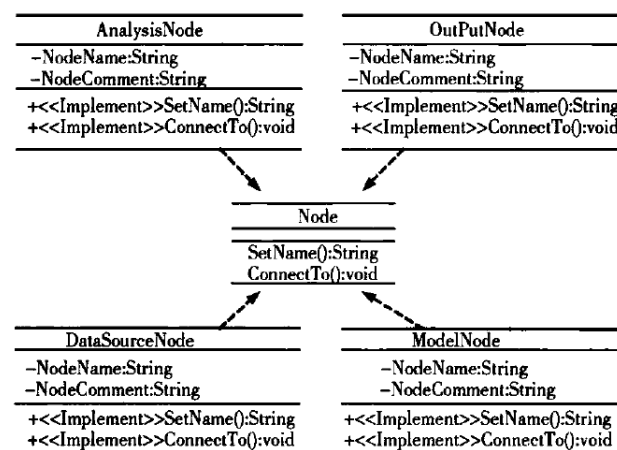 AnalysisNode
−NodeName:String
−NodeComment:String
+<<Implement>>SetName():String
+<<Implement>>ConnectTo():void
OutPutNode
−NodeName:String
−NodeComment:String
+<<Implement>>SetName():String
+<<Implement>>ConnectTo():void
Node
SetName():String
ConnectTo():void
DataSourceNode
−NodeName:String
−NodeComment:String
+<<Implement>>SetName():String
+<<Implement>>ConnectTo():void
ModelNode
−NodeName:String
−NodeComment:String
+<<Implement>>SetName():String
+<<Implement>>ConnectTo():void